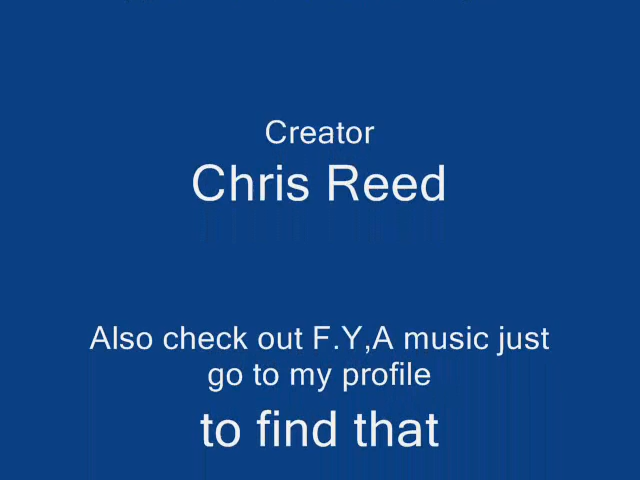 Creator
Chris Reed
Also check out F.Y,A music just
go to my profile
to find that